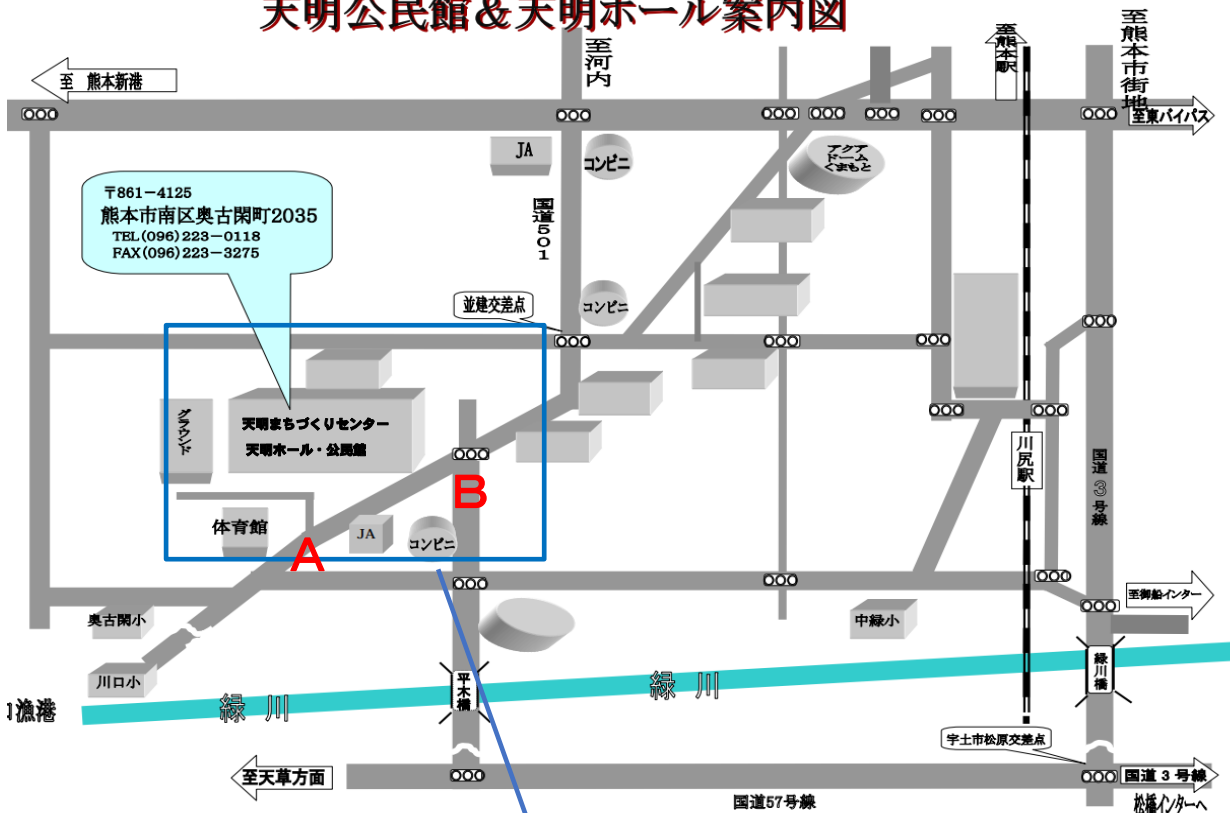 天明公民館&天明ホール案内図
至 熊本新港
至河内
至熊本駅
至熊本市街地
至東バイパス
JA
コンビニ
アクアドームくまもと
〒861-4125
熊本市南区奥古閑町2035
TEL(096)223-0118
FAX(096)223-3275
国道501
並建交差点
コンビニ
グラウンド
天明まちづくりセンター
天明ホール・公民館
川尻駅
国道3号線
B
体育館
A
JA
コンビニ
至御船インター
奥古閑小
中緑小
川口小
緑川
平木橋
緑川
緑川橋
漁港
宇土市松原交差点
至天草方面
国道3号線
国道57号線
松橋インターへ